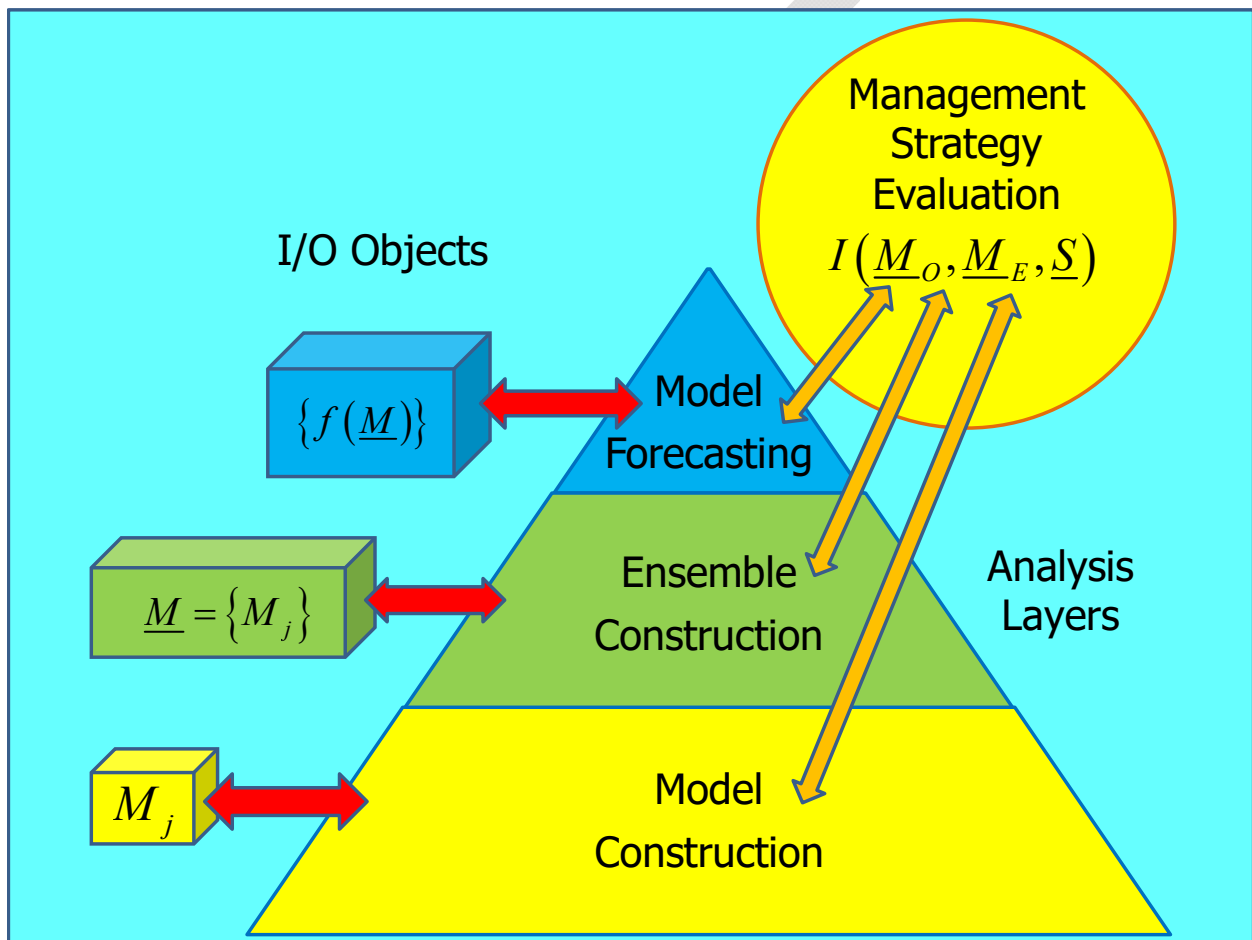 Management
Strategy
Evaluation
I(M_O, M_E, S)
I/O Objects
{f(M)}
Model
Forecasting
M = {M_j}
Ensemble
Construction
Analysis
Layers
M_j
Model
Construction